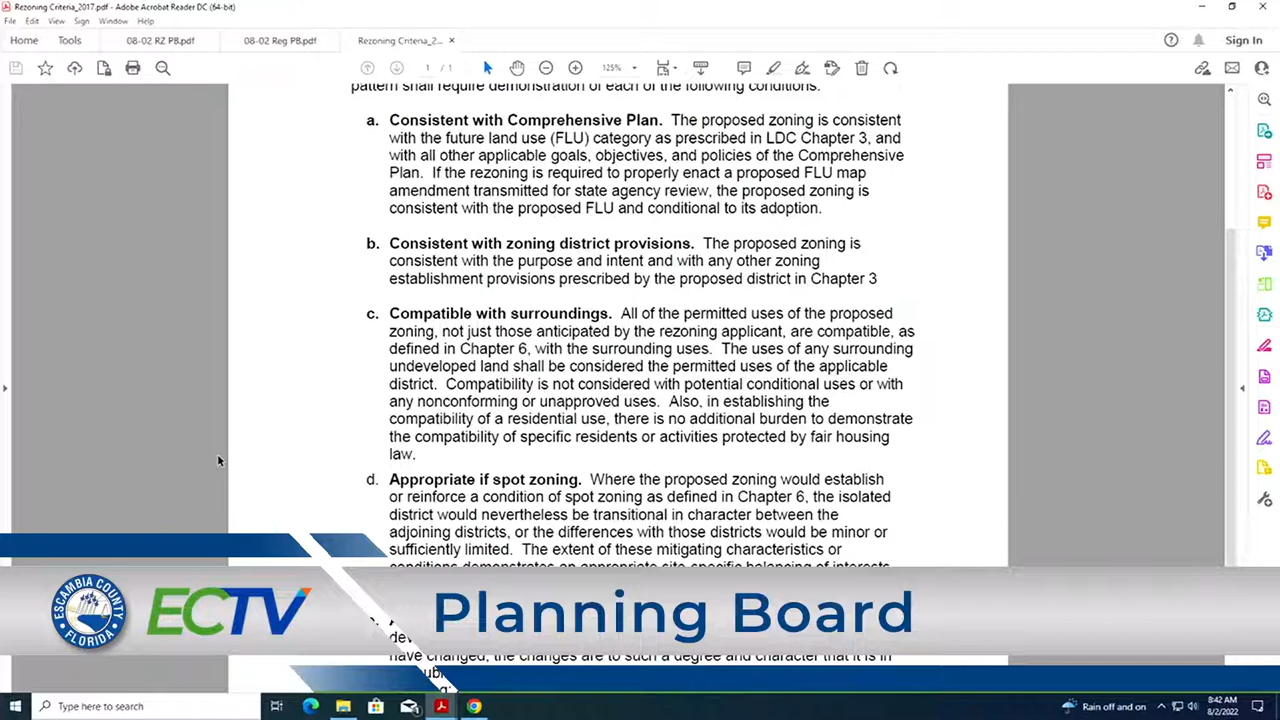 Rezoning Criteria_2017.pdf - Adobe Acrobat Reader DC (64-bit)
File Edit View Sign Window Help
Home Tools 08-02 RZ PB.pdf 08-02 Reg PB.pdf Rezoning Criteria_2... × Sign In
1 / 1 125%
pattern shall require demonstration of each of the following conditions.
a. Consistent with Comprehensive Plan. The proposed zoning is consistent
with the future land use (FLU) category as prescribed in LDC Chapter 3, and
with all other applicable goals, objectives, and policies of the Comprehensive
Plan. If the rezoning is required to properly enact a proposed FLU map
amendment transmitted for state agency review, the proposed zoning is
consistent with the proposed FLU and conditional to its adoption.
b. Consistent with zoning district provisions. The proposed zoning is
consistent with the purpose and intent and with any other zoning
establishment provisions prescribed by the proposed district in Chapter 3
c. Compatible with surroundings. All of the permitted uses of the proposed
zoning, not just those anticipated by the rezoning applicant, are compatible, as
defined in Chapter 6, with the surrounding uses. The uses of any surrounding
undeveloped land shall be considered the permitted uses of the applicable
district. Compatibility is not considered with potential conditional uses or with
any nonconforming or unapproved uses. Also, in establishing the
compatibility of a residential use, there is no additional burden to demonstrate
the compatibility of specific residents or activities protected by fair housing
law.
d. Appropriate if spot zoning. Where the proposed zoning would establish
or reinforce a condition of spot zoning as defined in Chapter 6, the isolated
district would nevertheless be transitional in character between the
adjoining districts, or the differences with those districts would be minor or
sufficiently limited. The extent of these mitigating characteristics or
conditions demonstrates an appropriate site-specific balancing of interests
ESCAMBIA COUNTY
FLORIDA
ECTV
Planning Board
have changed, the changes are to such a degree and character that it is in
Type here to search
Rain off and on
8:42 AM
8/2/2022